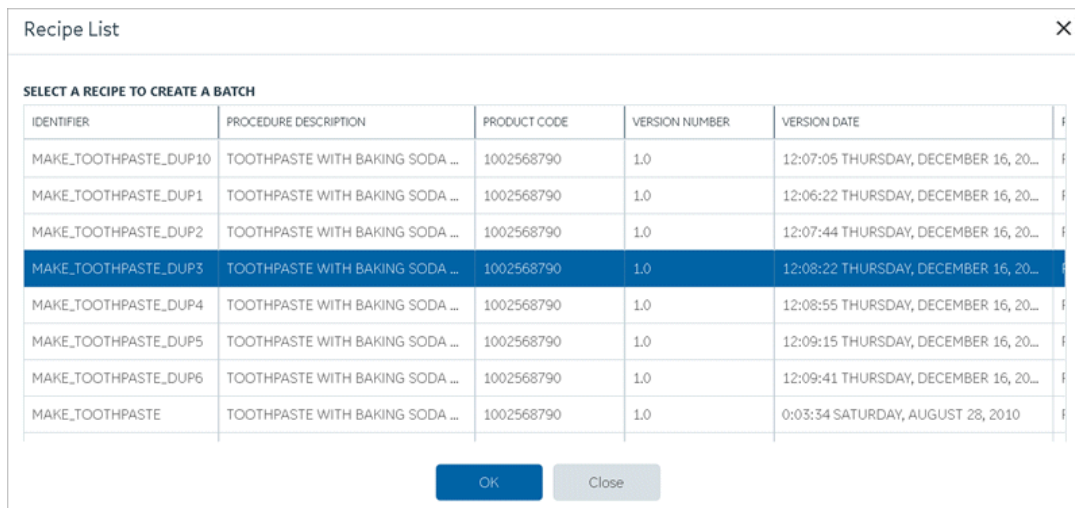 Recipe List
SELECT A RECIPE TO CREATE A BATCH
IDENTIFIER PROCEDURE DESCRIPTION PRODUCT CODE VERSION NUMBER VERSION DATE
MAKE_TOOTHPASTE_DUP10 TOOTHPASTE WITH BAKING SODA ... 1002568790 1.0 12:07:05 THURSDAY, DECEMBER 16, 20...
MAKE_TOOTHPASTE_DUP1 TOOTHPASTE WITH BAKING SODA ... 1002568790 1.0 12:06:22 THURSDAY, DECEMBER 16, 20...
MAKE_TOOTHPASTE_DUP2 TOOTHPASTE WITH BAKING SODA ... 1002568790 1.0 12:07:44 THURSDAY, DECEMBER 16, 20...
MAKE_TOOTHPASTE_DUP3 TOOTHPASTE WITH BAKING SODA ... 1002568790 1.0 12:08:22 THURSDAY, DECEMBER 16, 20...
MAKE_TOOTHPASTE_DUP4 TOOTHPASTE WITH BAKING SODA ... 1002568790 1.0 12:08:55 THURSDAY, DECEMBER 16, 20...
MAKE_TOOTHPASTE_DUP5 TOOTHPASTE WITH BAKING SODA ... 1002568790 1.0 12:09:15 THURSDAY, DECEMBER 16, 20...
MAKE_TOOTHPASTE_DUP6 TOOTHPASTE WITH BAKING SODA ... 1002568790 1.0 12:09:41 THURSDAY, DECEMBER 16, 20...
MAKE_TOOTHPASTE TOOTHPASTE WITH BAKING SODA ... 1002568790 1.0 0:03:34 SATURDAY, AUGUST 28, 2010
OK Close